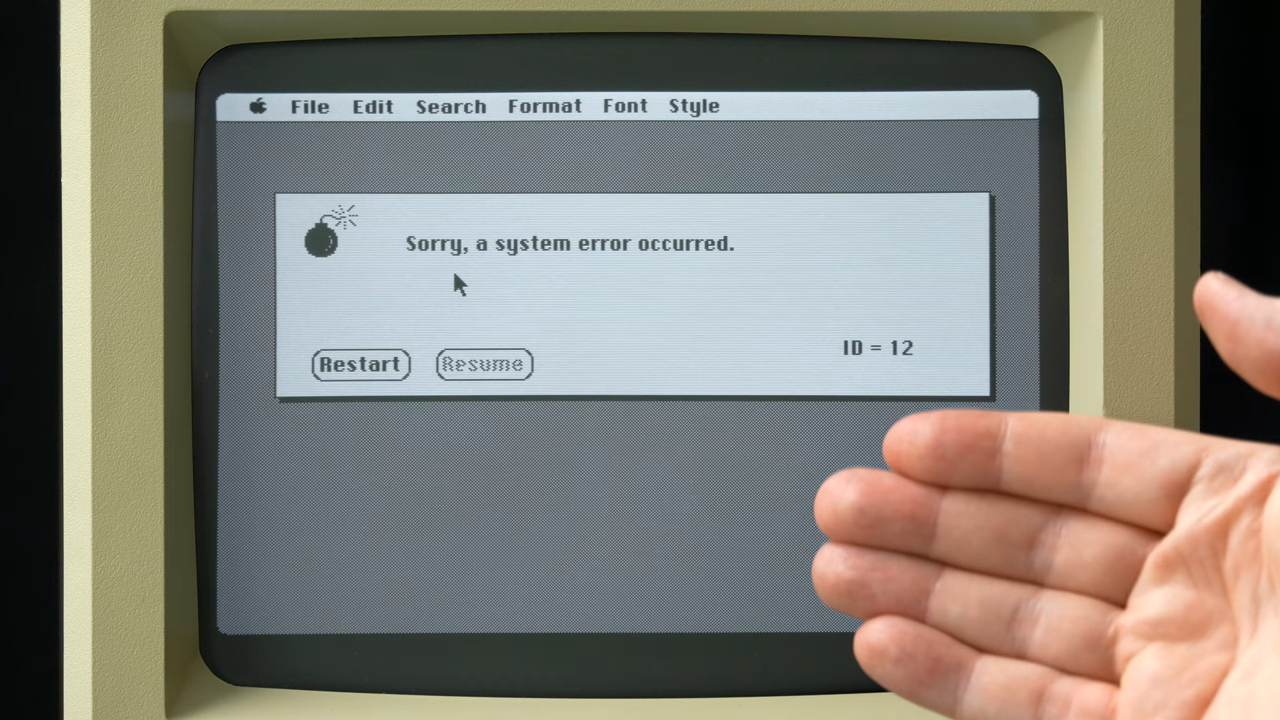 File Edit Search Format Font Style
Sorry, a system error occurred.
ID = 12
Restart Resume